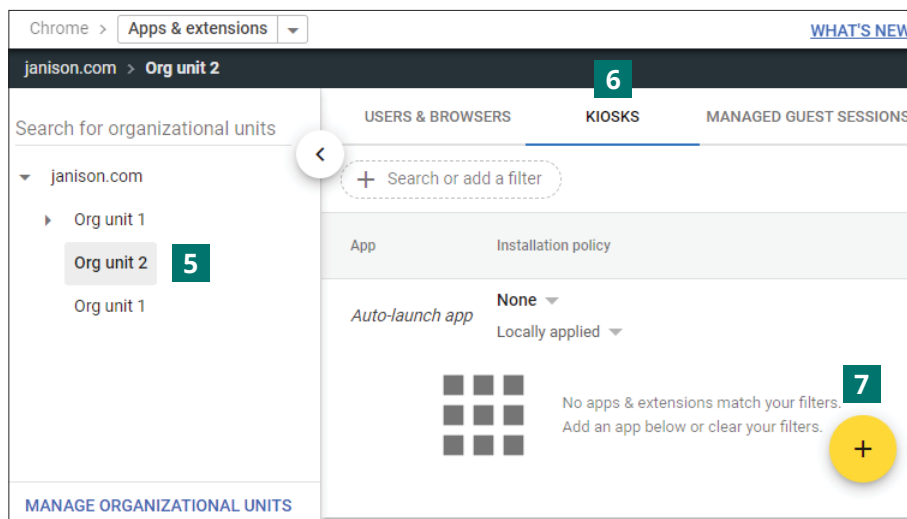 Chrome > Apps & extensions
WHAT'S NEW
janison.com > Org unit 2
6
USERS & BROWSERS KIOSKS MANAGED GUEST SESSIONS
Search for organizational units
+ Search or add a filter
janison.com
Org unit 1
Org unit 2 5
Org unit 1
App Installation policy
Auto-launch app None
Locally applied
7
No apps & extensions match your filters.
Add an app below or clear your filters.
+
MANAGE ORGANIZATIONAL UNITS